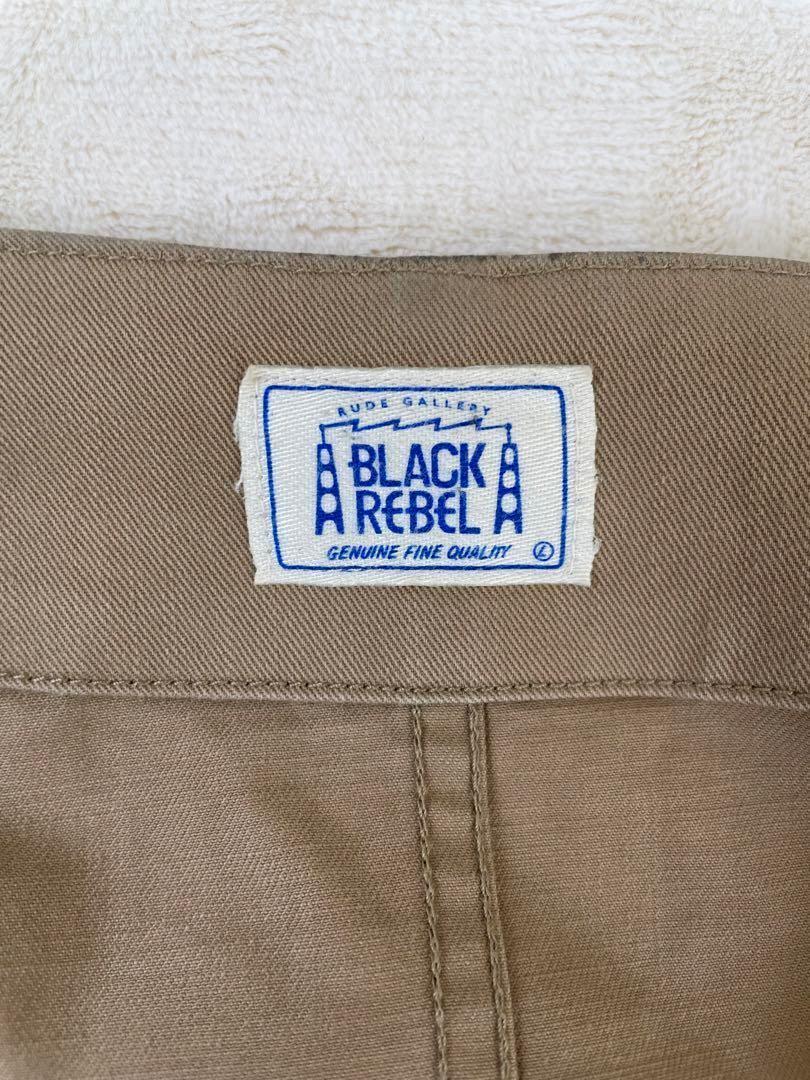 RUDE GALLERY
BLACK
REBEL
GENUINE FINE QUALITY Ⓛ